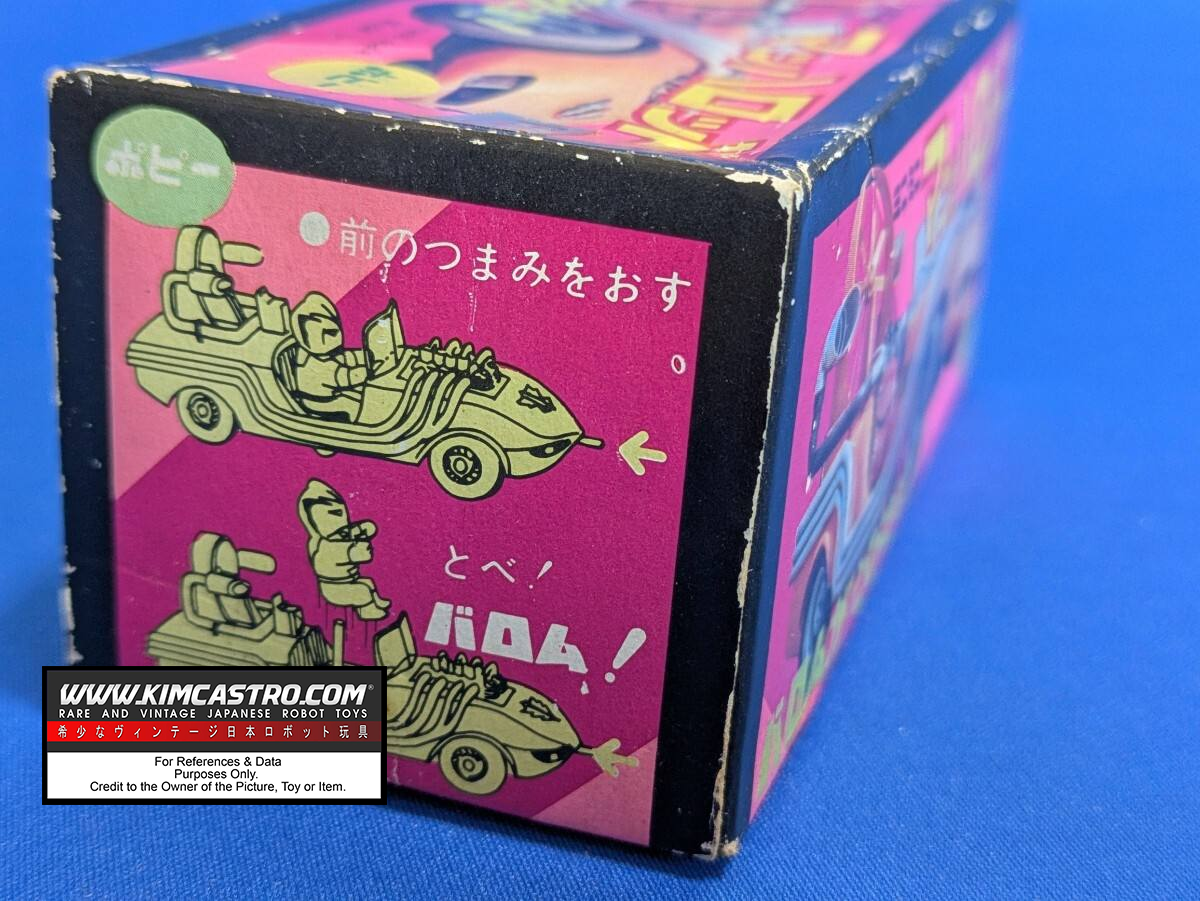 ポピー
●前のつまみをおす
。
とべ!
バロム!
WWW.KIMCASTRO.COM®
RARE AND VINTAGE JAPANESE ROBOT TOYS
希少なヴィンテージ日本ロボット玩具
For References & Data
Purposes Only.
Credit to the Owner of the Picture, Toy or Item.